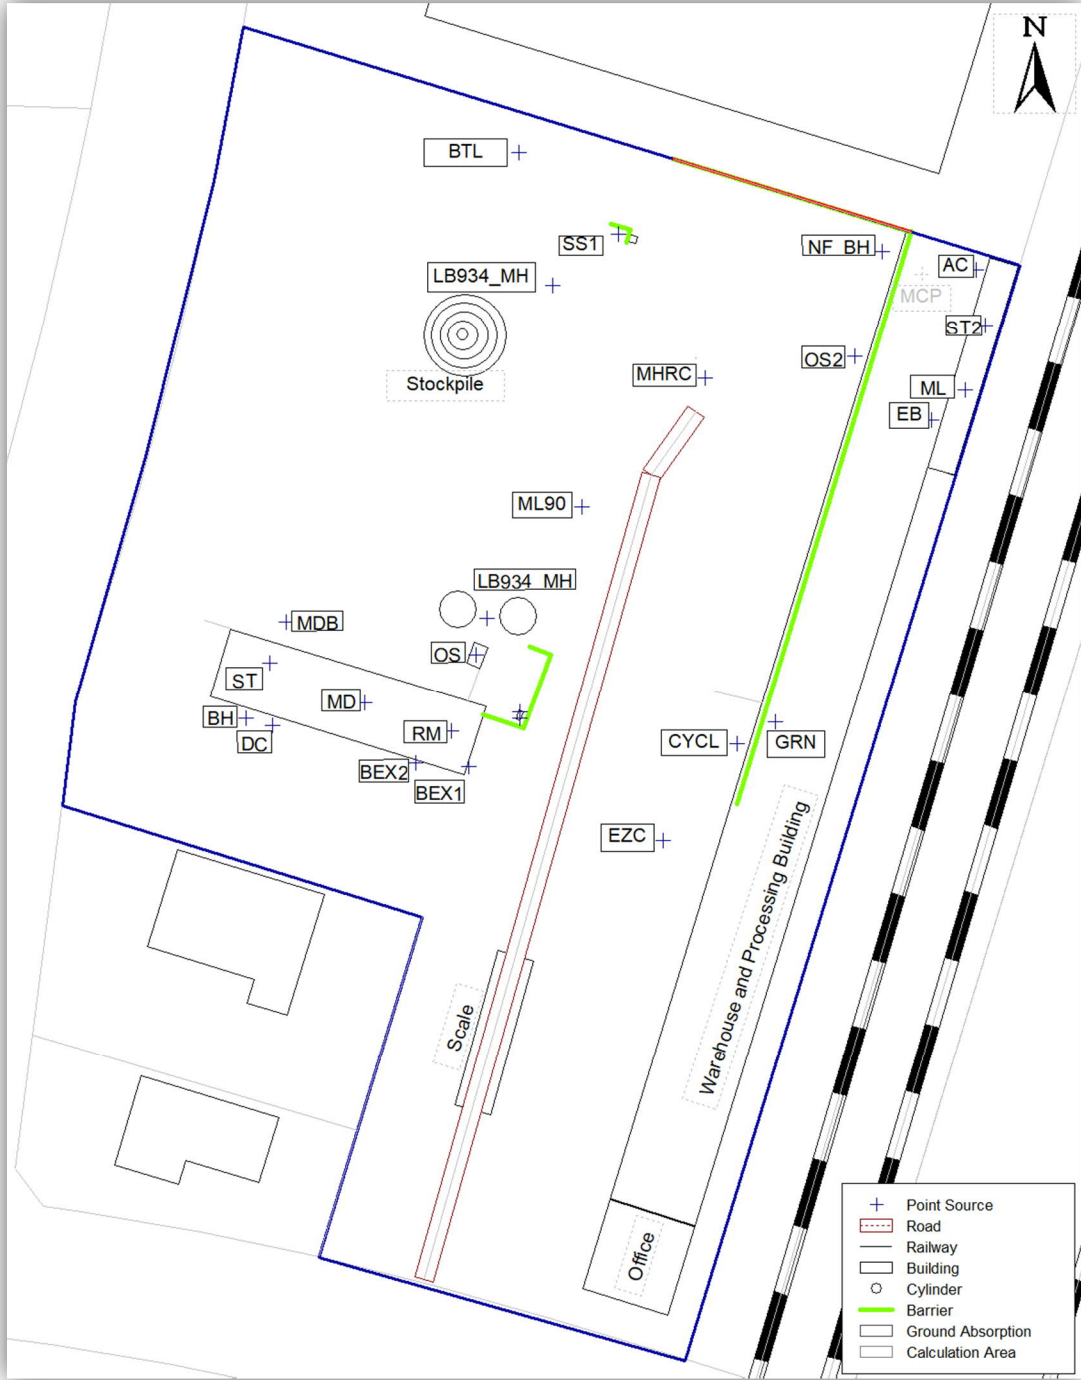 N
BTL
SS1
NF_BH
AC
LB934_MH
MCP
ST2
OS2
MHRC
Stockpile
ML
EB
ML90
LB934_MH
MDB
OS
ST
MD
BH
RM
DC
CYCL
GRN
BEX2
BEX1
EZC
Warehouse and Processing Building
Scale
Office
Point Source
Road
Railway
Building
Cylinder
Barrier
Ground Absorption
Calculation Area